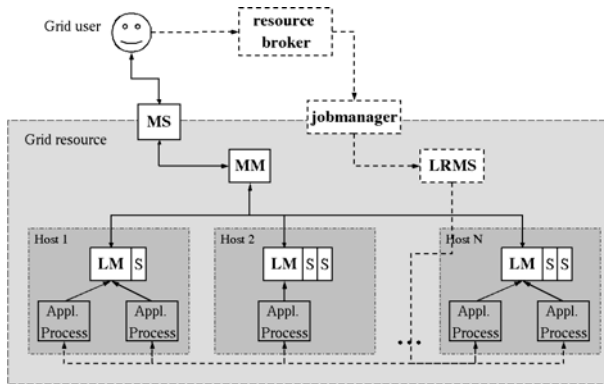 Grid user
resource
broker
MS
jobmanager
Grid resource
MM
LRMS
Host 1
Host 2
Host N
LM S
LM S S
LM S S
Appl.
Process
Appl.
Process
Appl.
Process
...
Appl.
Process
Appl.
Process